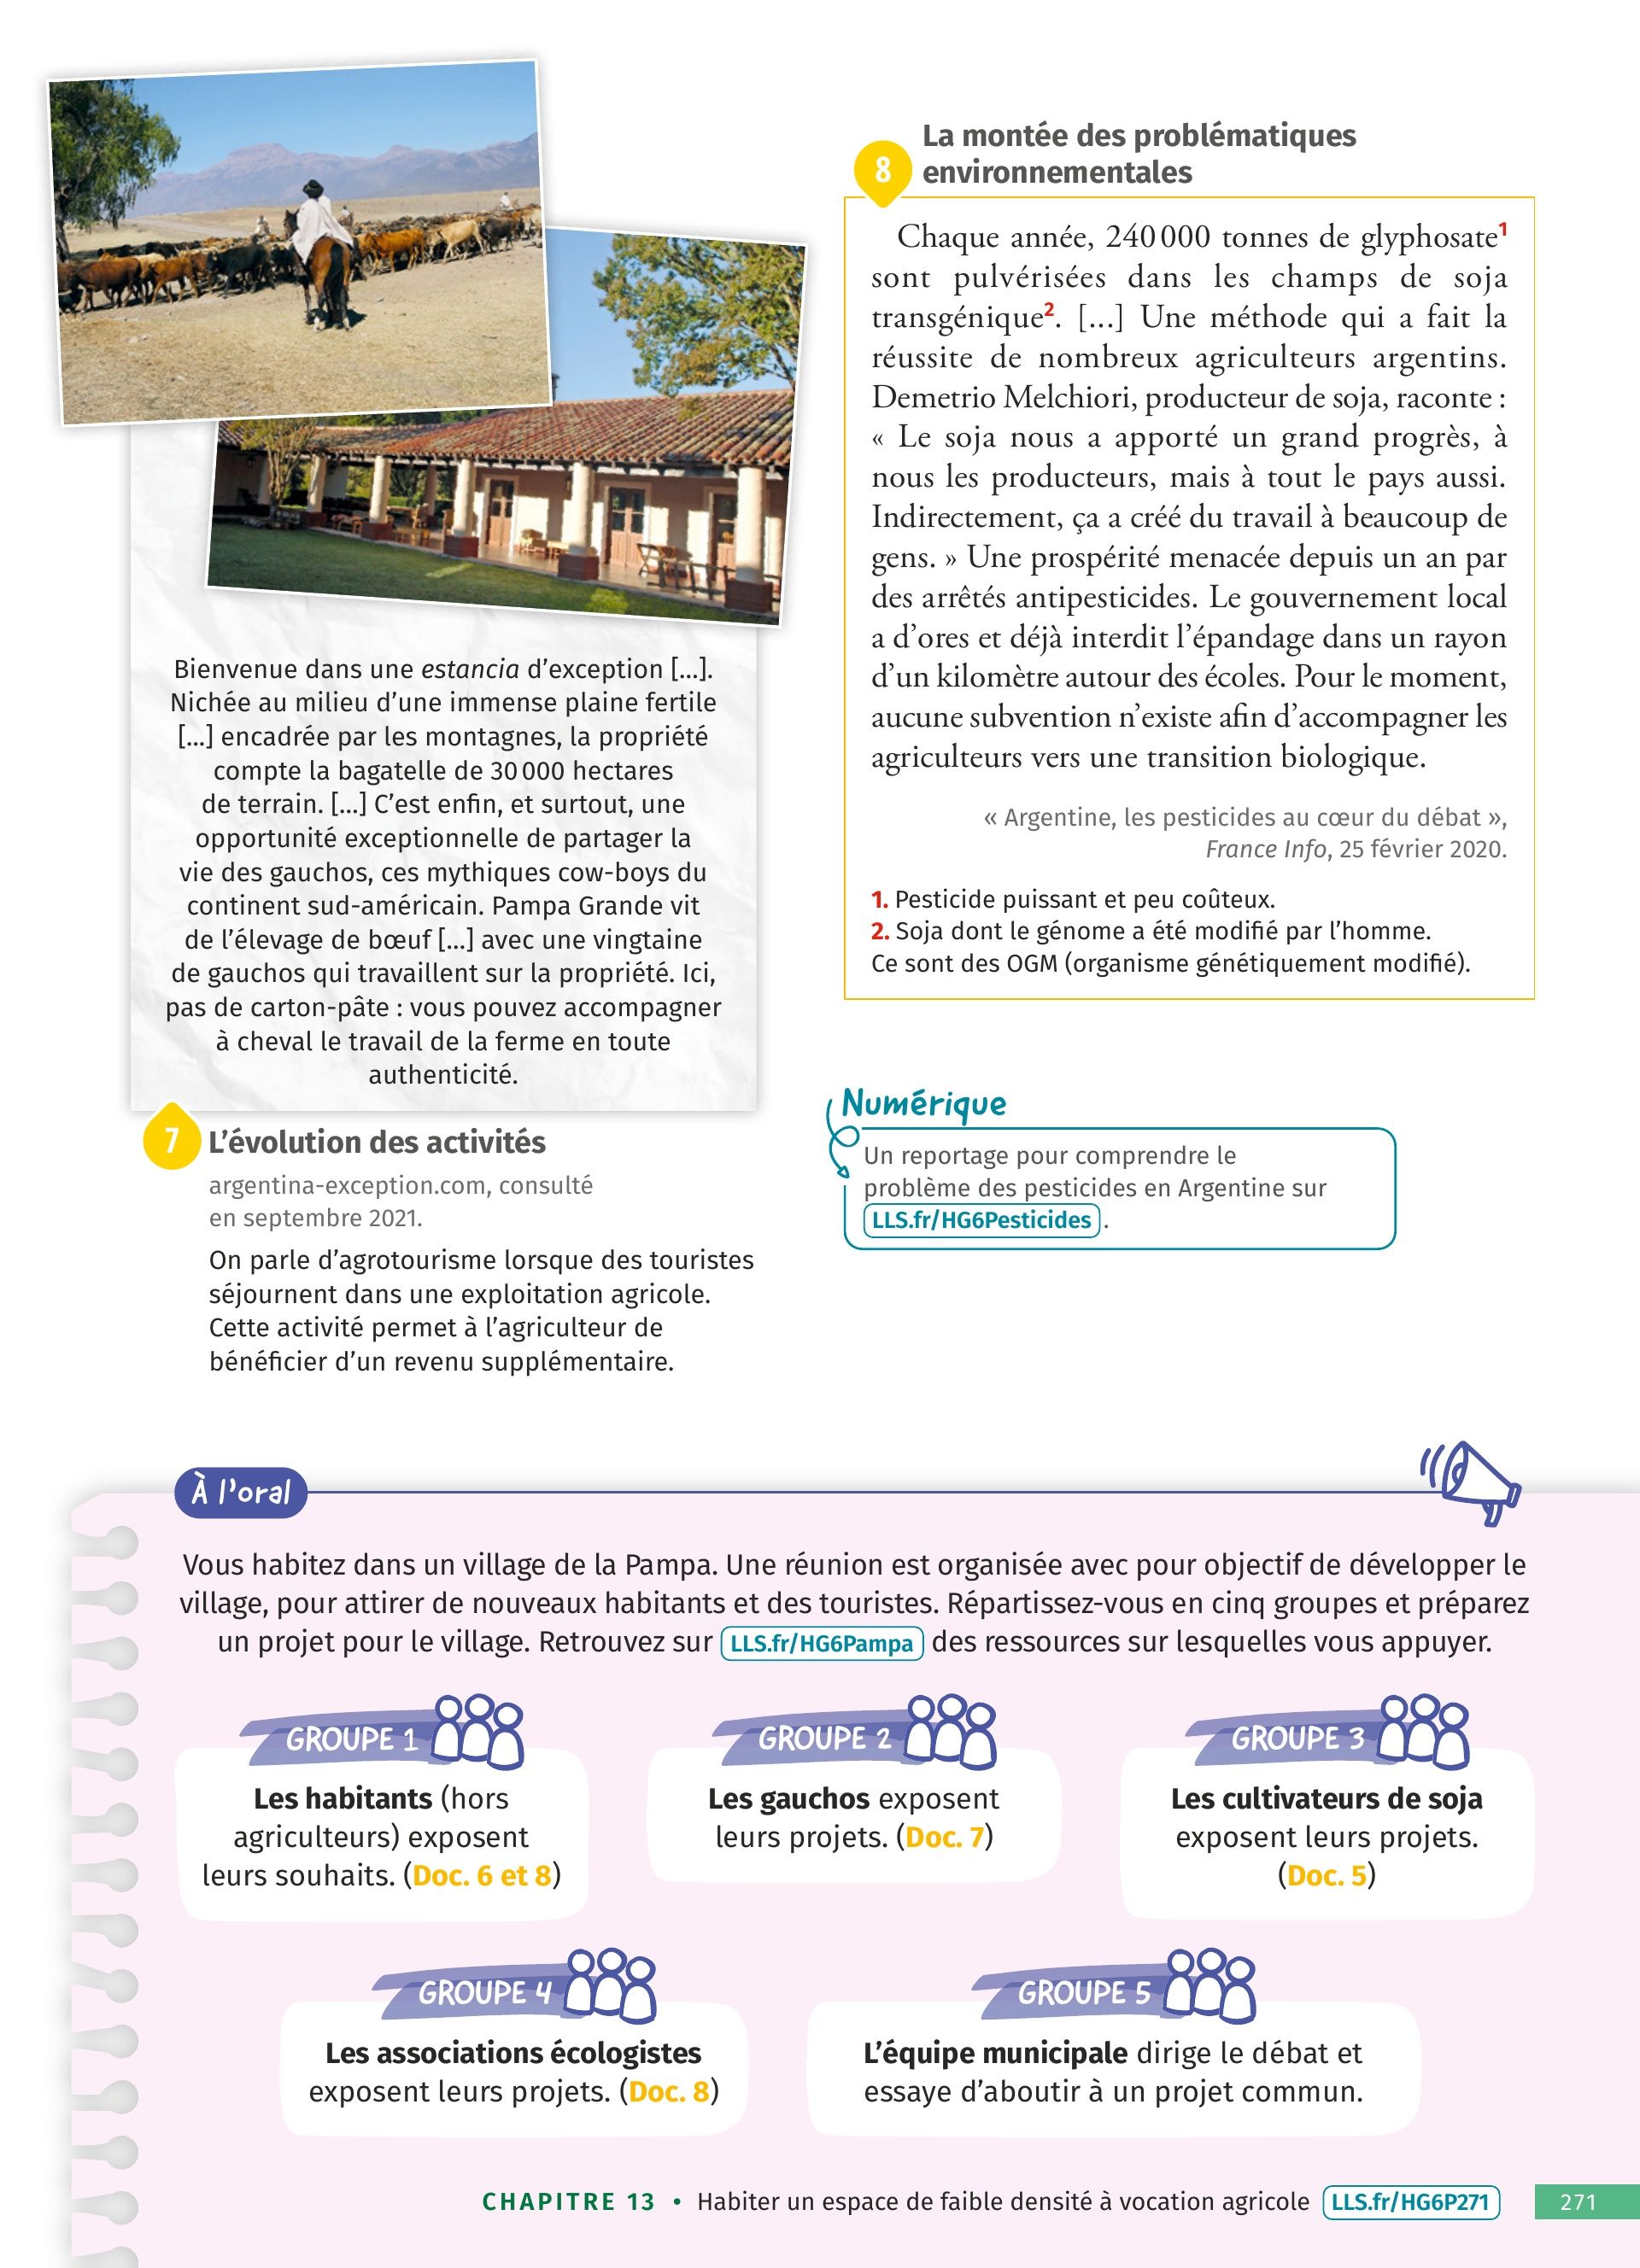 Bienvenue dans une estancia d’exception [...].
Nichée au milieu d’une immense plaine fertile
[...] encadrée par les montagnes, la propriété
compte la bagatelle de 30 000 hectares
de terrain. [...] C’est enfin, et surtout, une
opportunité exceptionnelle de partager la
vie des gauchos, ces mythiques cow-boys du
continent sud-américain. Pampa Grande vit
de l’élevage de bœuf [...] avec une vingtaine
de gauchos qui travaillent sur la propriété. Ici,
pas de carton-pâte : vous pouvez accompagner
à cheval le travail de la ferme en toute
authenticité.
7 L’évolution des activités
argentina-exception.com, consulté
en septembre 2021.
On parle d’agrotourisme lorsque des touristes
séjournent dans une exploitation agricole.
Cette activité permet à l’agriculteur de
bénéficier d’un revenu supplémentaire.
La montée des problématiques
8 environnementales
Chaque année, 240 000 tonnes de glyphosate1
sont pulvérisées dans les champs de soja
transgénique2. [...] Une méthode qui a fait la
réussite de nombreux agriculteurs argentins.
Demetrio Melchiori, producteur de soja, raconte :
« Le soja nous a apporté un grand progrès, à
nous les producteurs, mais à tout le pays aussi.
Indirectement, ça a créé du travail à beaucoup de
gens. » Une prospérité menacée depuis un an par
des arrêtés antipesticides. Le gouvernement local
a d’ores et déjà interdit l’épandage dans un rayon
d’un kilomètre autour des écoles. Pour le moment,
aucune subvention n’existe afin d’accompagner les
agriculteurs vers une transition biologique.
« Argentine, les pesticides au cœur du débat »,
France Info, 25 février 2020.
1. Pesticide puissant et peu coûteux.
2. Soja dont le génome a été modifié par l’homme.
Ce sont des OGM (organisme génétiquement modifié).
Numérique
Un reportage pour comprendre le
problème des pesticides en Argentine sur
LLS.fr/HG6Pesticides .
À l’oral
Vous habitez dans un village de la Pampa. Une réunion est organisée avec pour objectif de développer le
village, pour attirer de nouveaux habitants et des touristes. Répartissez-vous en cinq groupes et préparez
un projet pour le village. Retrouvez sur LLS.fr/HG6Pampa des ressources sur lesquelles vous appuyer.
GROUPE 1
Les habitants (hors
agriculteurs) exposent
leurs souhaits. (Doc. 6 et 8)
GROUPE 2
Les gauchos exposent
leurs projets. (Doc. 7)
GROUPE 3
Les cultivateurs de soja
exposent leurs projets.
(Doc. 5)
GROUPE 4
Les associations écologistes
exposent leurs projets. (Doc. 8)
GROUPE 5
L’équipe municipale dirige le débat et
essaye d’aboutir à un projet commun.
CHAPITRE 13 • Habiter un espace de faible densité à vocation agricole LLS.fr/HG6P271 271